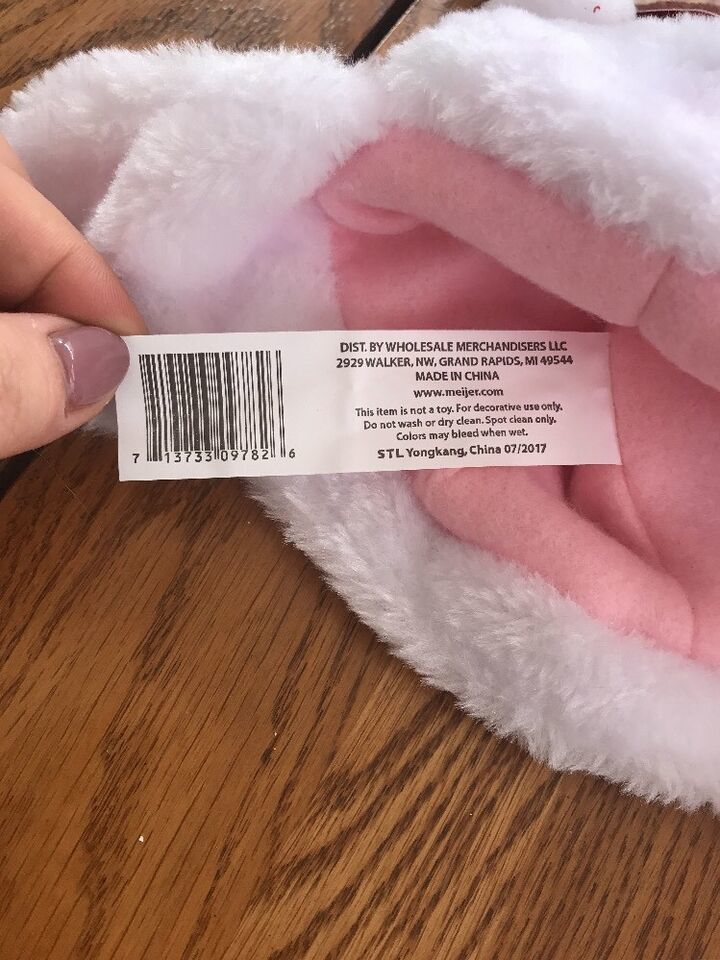 DIST. BY WHOLESALE MERCHANDISERS LLC
2929 WALKER, NW, GRAND RAPIDS, MI 49544
MADE IN CHINA
www.meijer.com
This item is not a toy. For decorative use only.
Do not wash or dry clean. Spot clean only.
Colors may bleed when wet.
STL Yongkang, China 07/2017
7 13733 09782 6